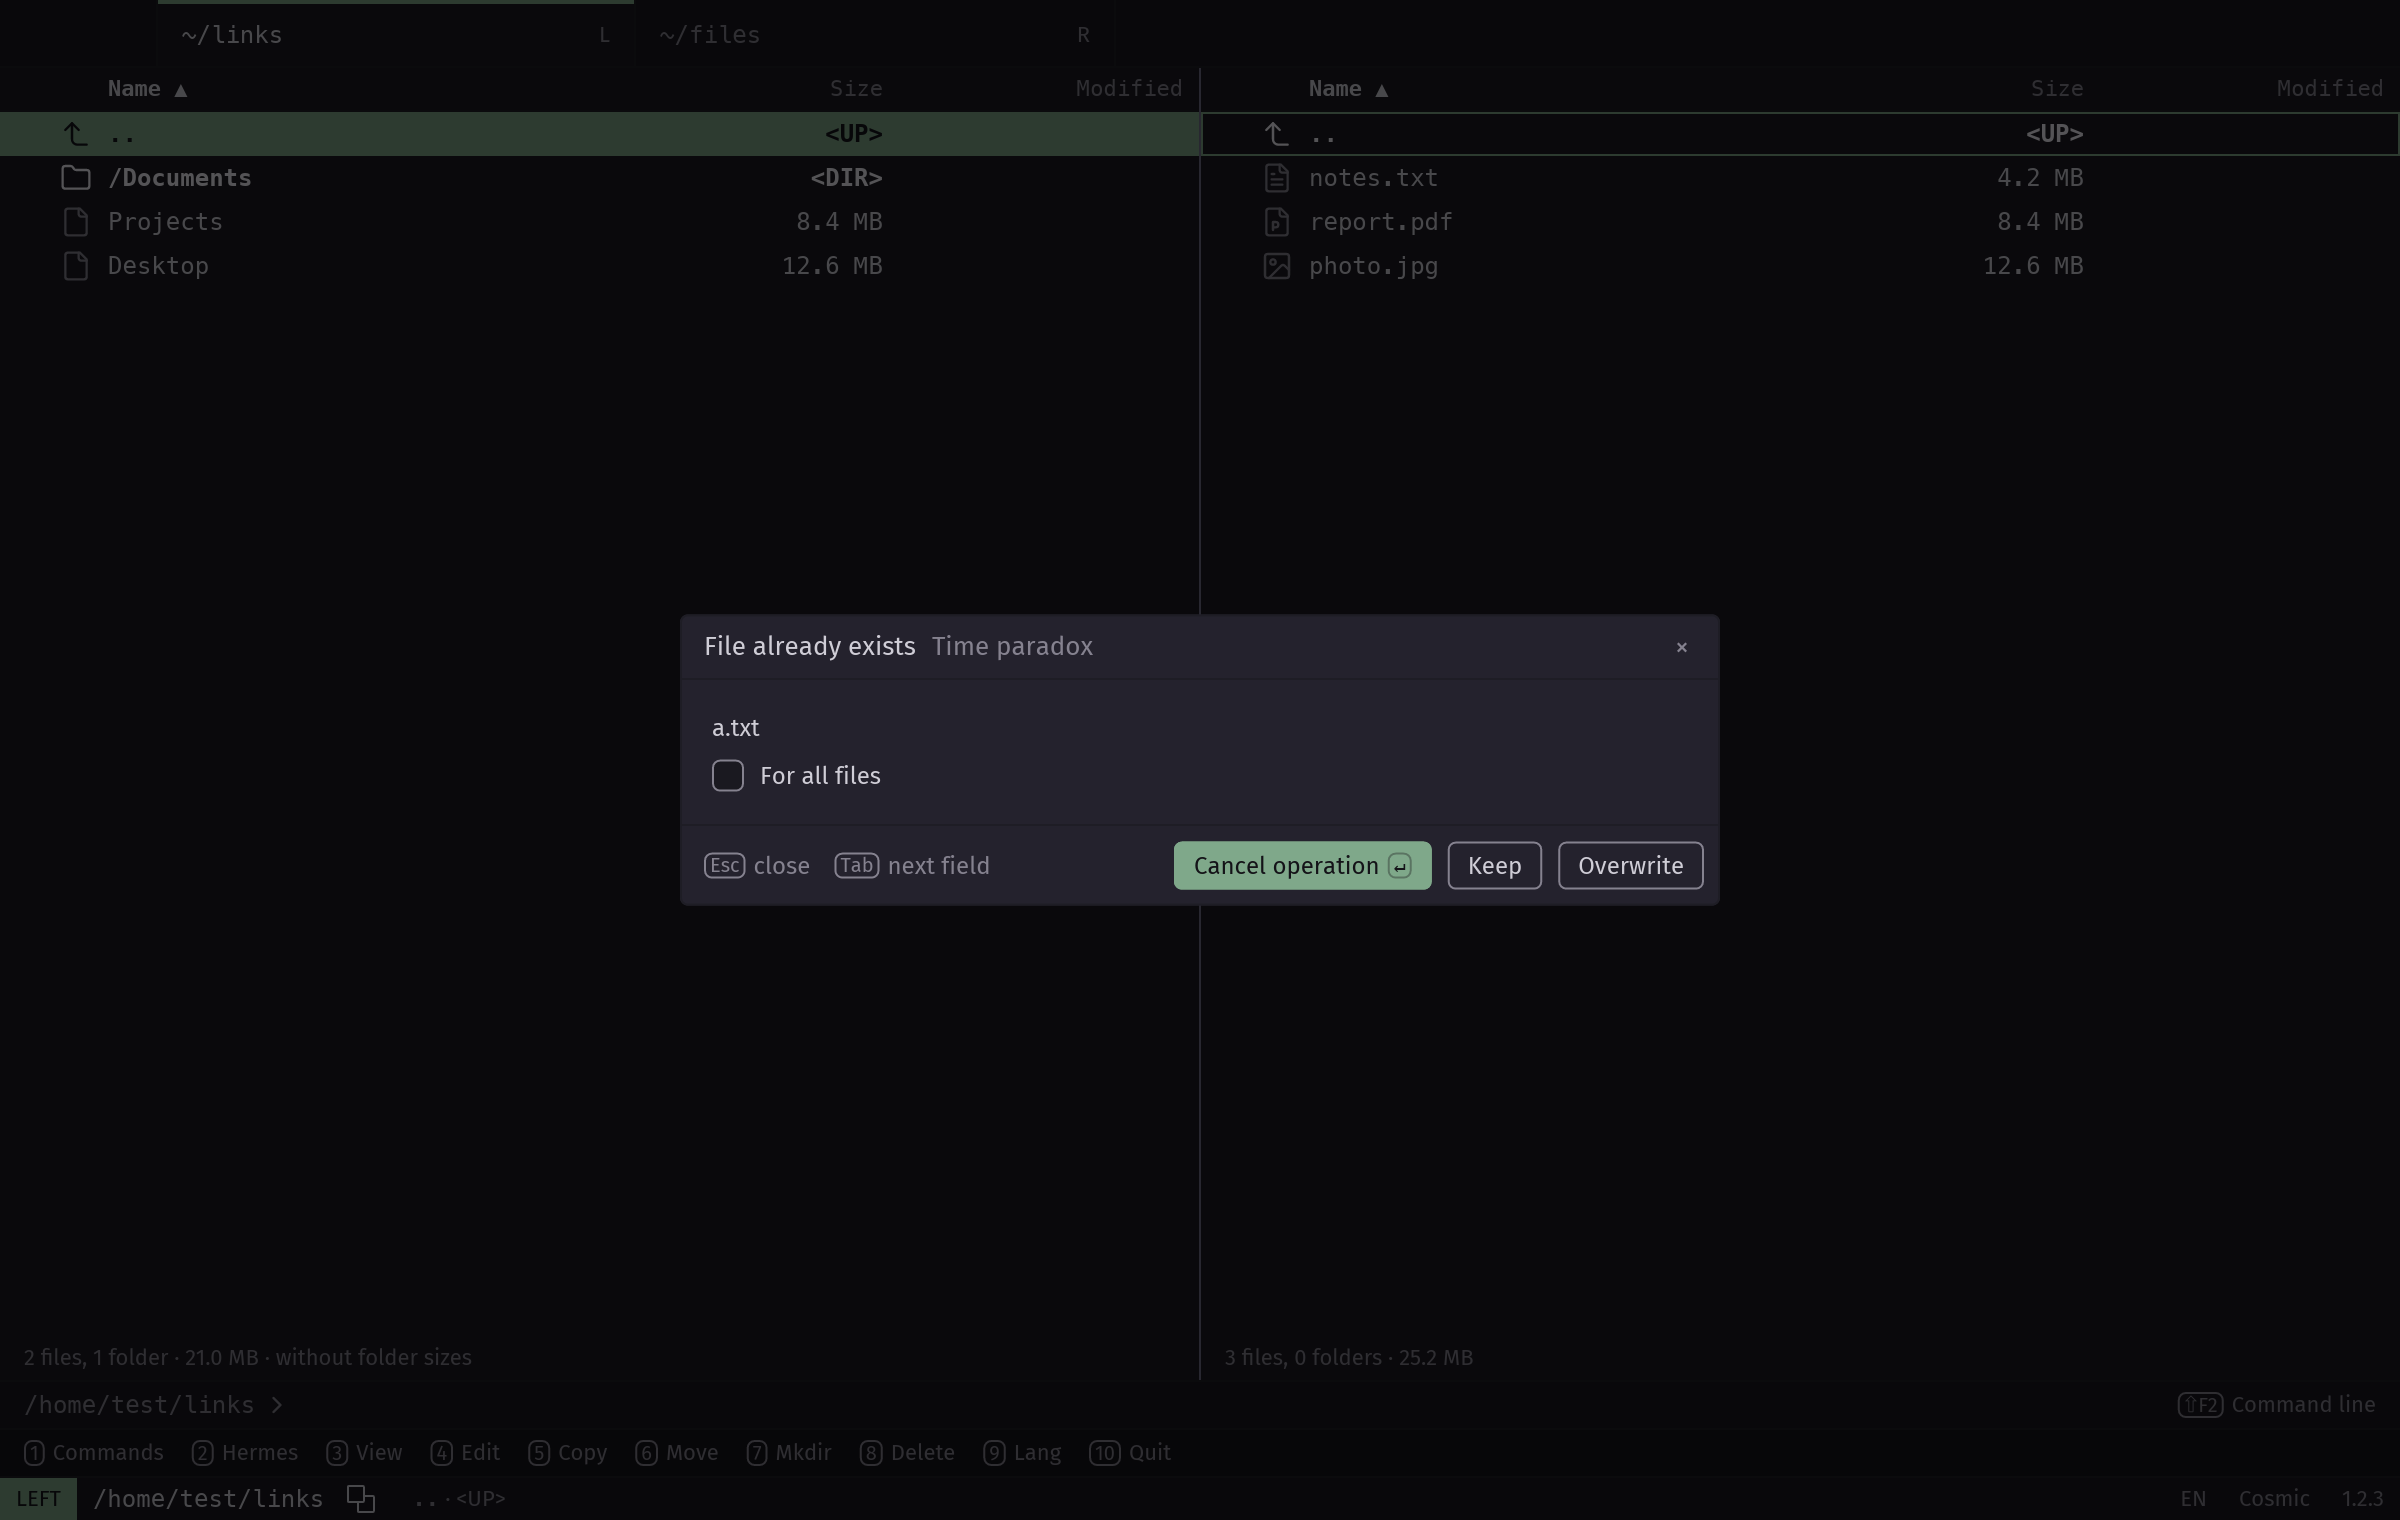 ~/links L ~/files R
Name ▲ Size Modified Name ▲ Size Modified
.. <UP> .. <UP>
/Documents <DIR> notes.txt 4.2 MB
Projects 8.4 MB report.pdf 8.4 MB
Desktop 12.6 MB photo.jpg 12.6 MB
File already exists Time paradox ×
a.txt
For all files
Esc close Tab next field Cancel operation ↵ Keep Overwrite
2 files, 1 folder · 21.0 MB · without folder sizes 3 files, 0 folders · 25.2 MB
/home/test/links > ⇧F2 Command line
1 Commands 2 Hermes 3 View 4 Edit 5 Copy 6 Move 7 Mkdir 8 Delete 9 Lang 10 Quit
LEFT /home/test/links .. · <UP> EN Cosmic 1.2.3